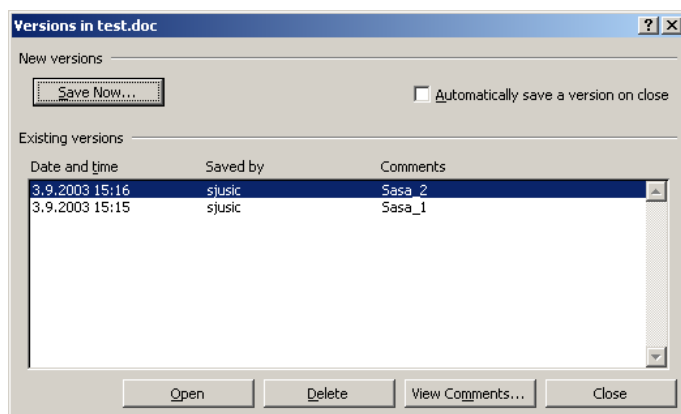 Versions in test.doc
New versions
Save Now...
Automatically save a version on close
Existing versions
Date and time Saved by Comments
3.9.2003 15:16 sjusic Sasa_2
3.9.2003 15:15 sjusic Sasa_1
Open Delete View Comments... Close